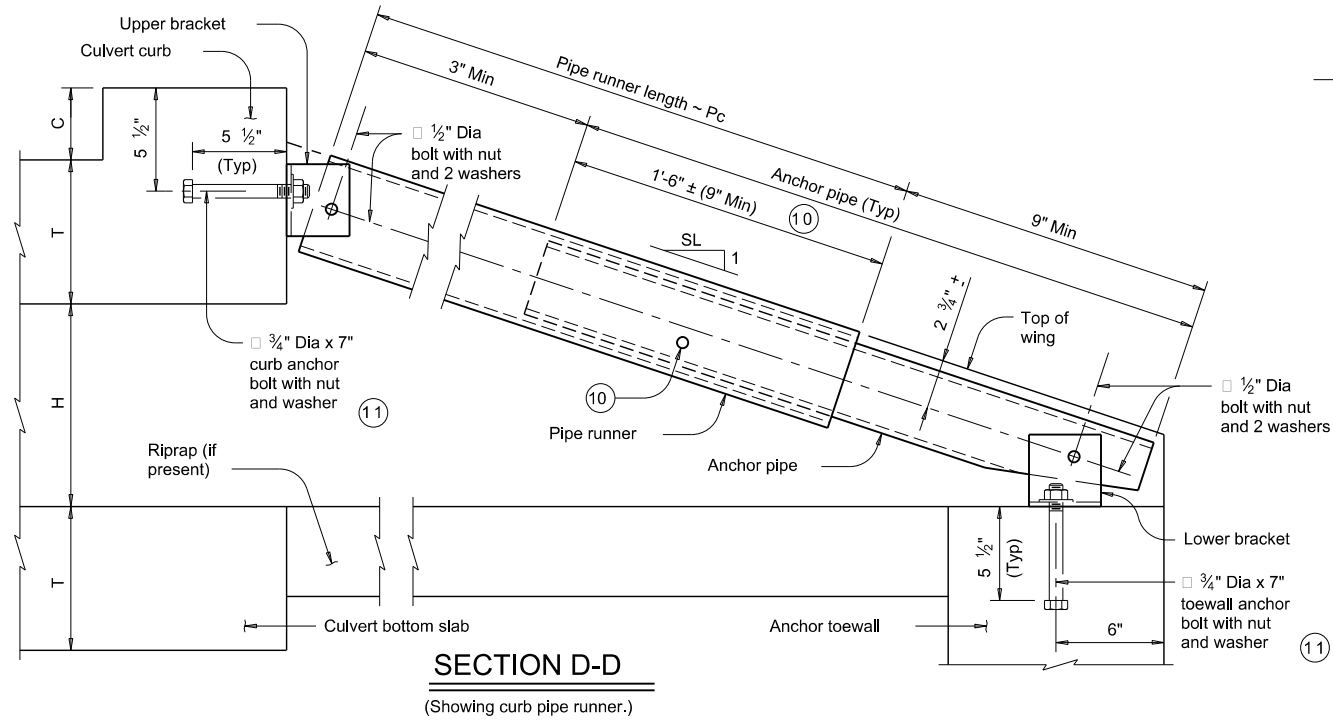 Upper bracket
Culvert curb
C
5 ½"
5 ½"
(Typ)
T
H
T
3" Min
Pipe runner length ~ Pc
1'-6" ± (9" Min)
10
Anchor pipe (Typ)
9" Min
□ ½" Dia
bolt with nut
and 2 washers
SL
1
2 ¾" ±
Top of
wing
□ ¾" Dia x 7"
curb anchor
bolt with nut
and washer
11
10
Pipe runner
Anchor pipe
□ ½" Dia
bolt with nut
and 2 washers
Riprap (if
present)
5 ½"
(Typ)
Lower bracket
□ ¾" Dia x 7"
toewall anchor
bolt with nut
and washer
11
6"
Culvert bottom slab
Anchor toewall
SECTION D-D
(Showing curb pipe runner.)